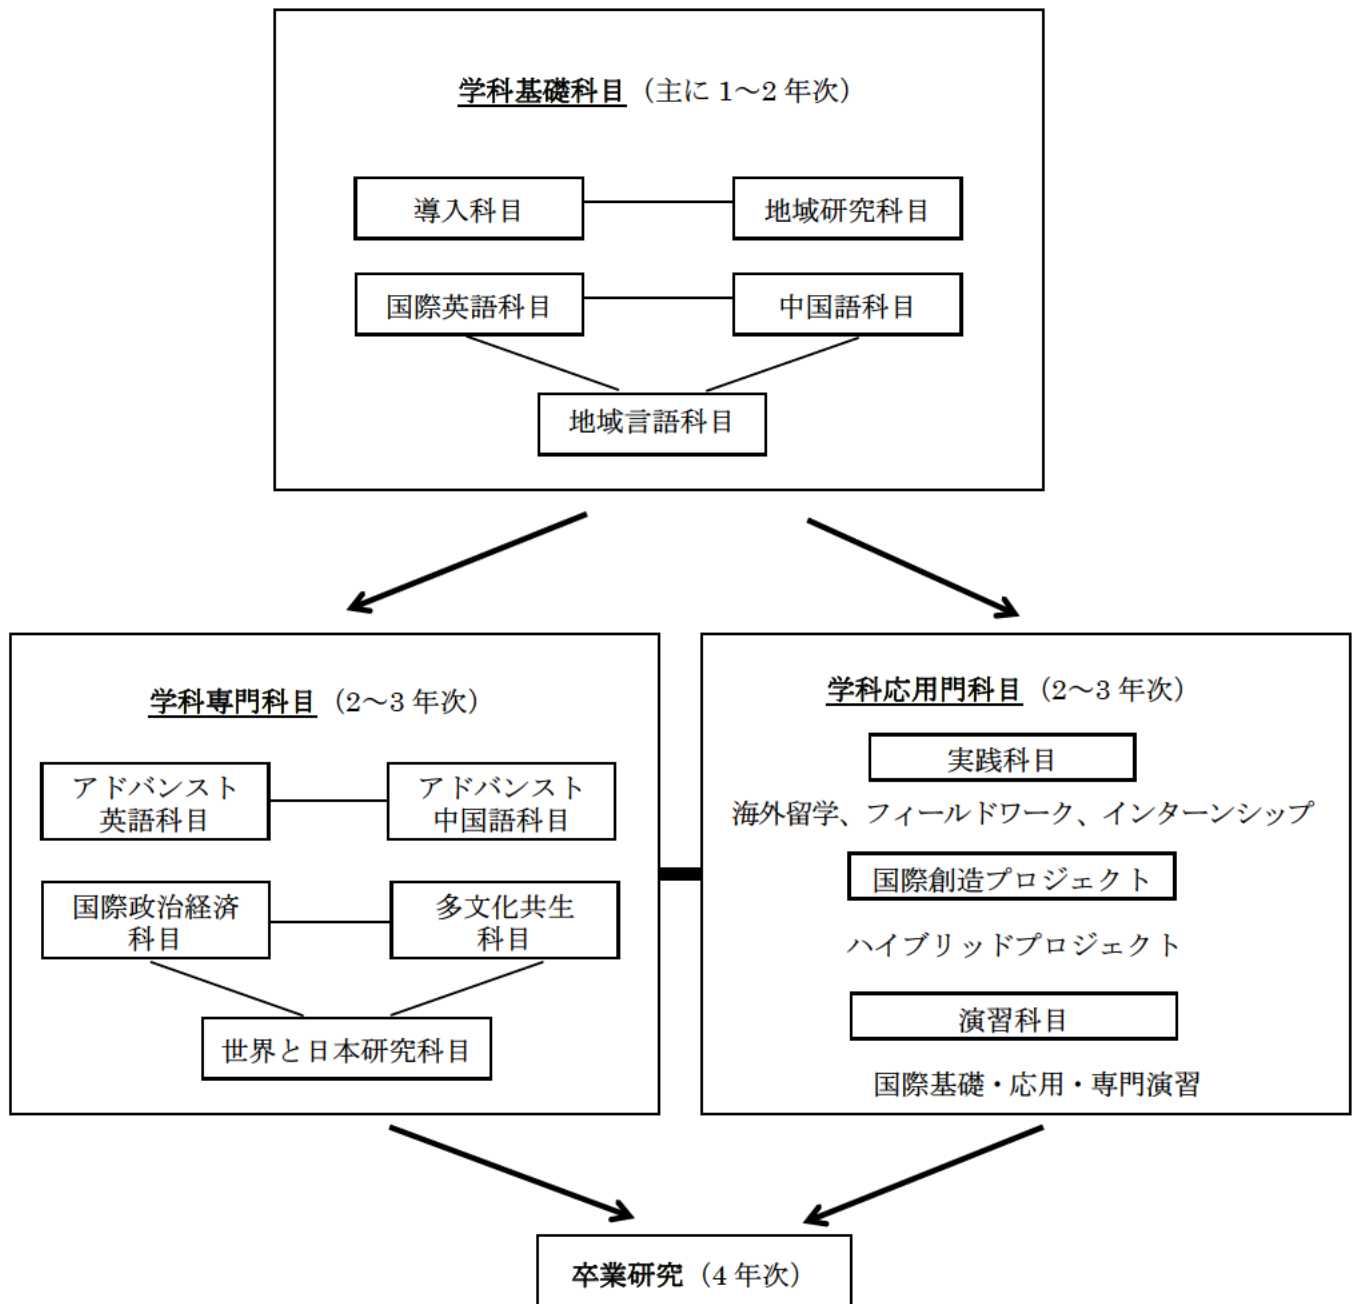 学科基礎科目（主に 1～2 年次）
導入科目
地域研究科目
国際英語科目
中国語科目
地域言語科目
学科専門科目（2～3 年次）
アドバンスト
英語科目
アドバンスト
中国語科目
国際政治経済
科目
多文化共生
科目
世界と日本研究科目
学科応用門科目（2～3 年次）
実践科目
海外留学、フィールドワーク、インターンシップ
国際創造プロジェクト
ハイブリッドプロジェクト
演習科目
国際基礎・応用・専門演習
卒業研究（4 年次）